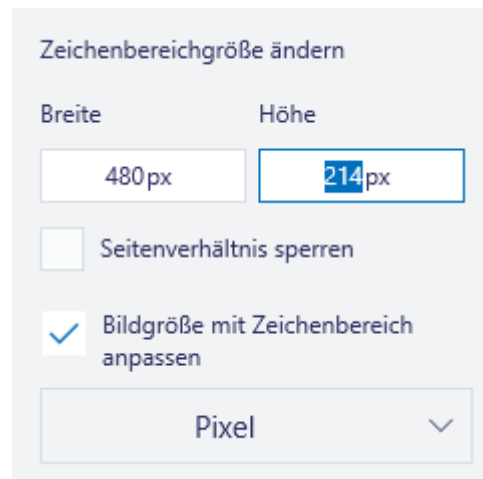 Zeichenbereichgröße ändern
Breite Höhe
480px 214px
Seitenverhältnis sperren
Bildgröße mit Zeichenbereich
anpassen
Pixel